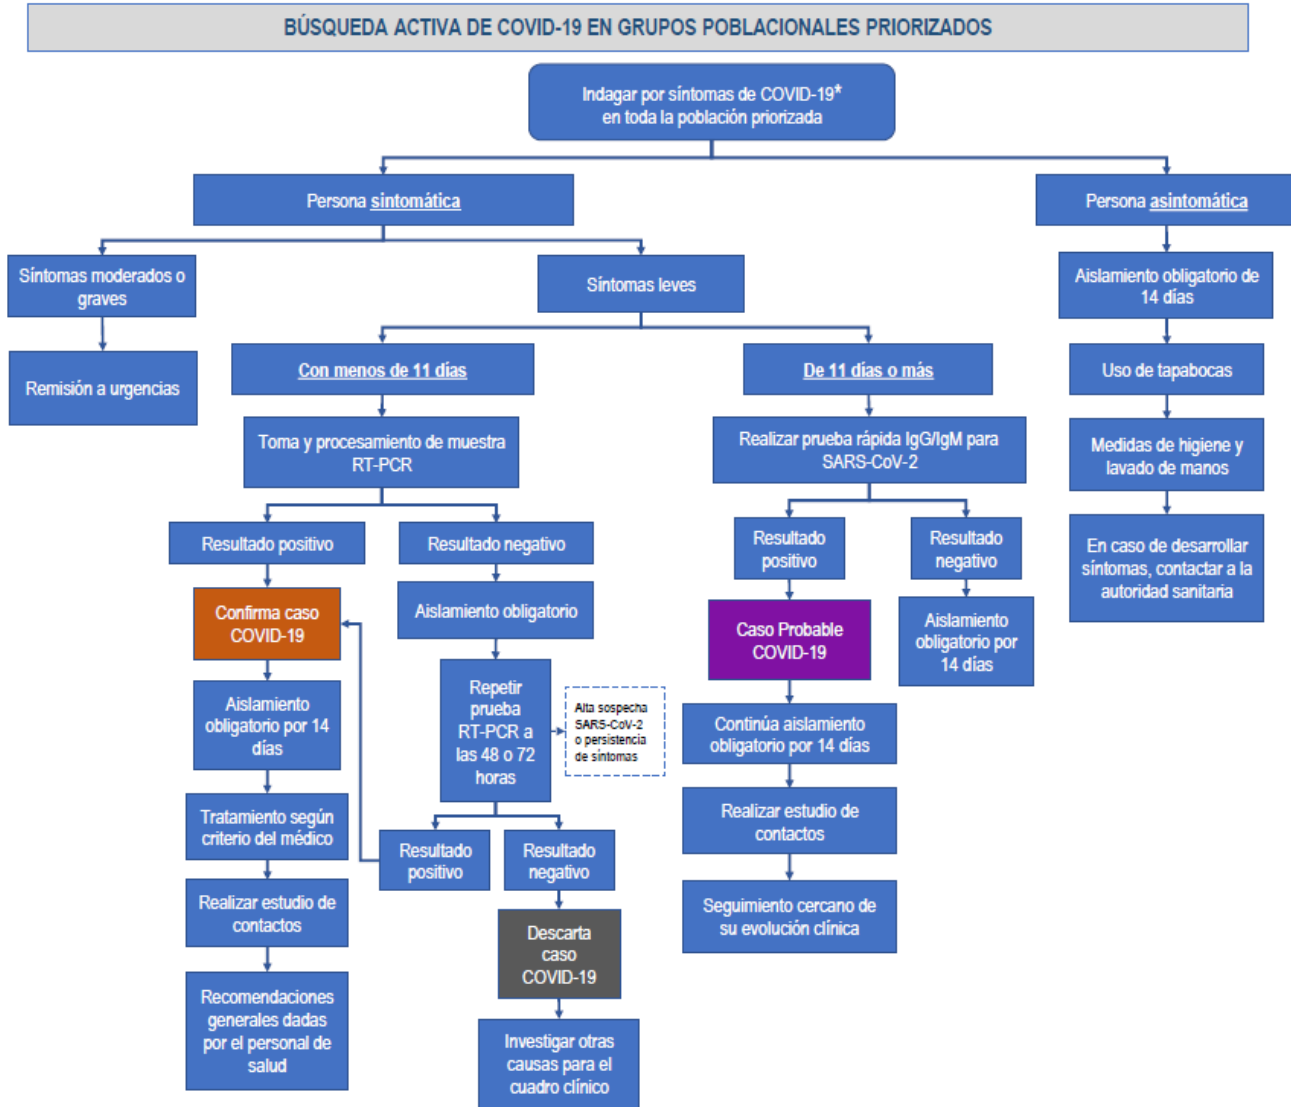 BÚSQUEDA ACTIVA DE COVID-19 EN GRUPOS POBLACIONALES PRIORIZADOS
Indagar por síntomas de COVID-19*
en toda la población priorizada
Persona sintomática
Persona asintomática
Síntomas moderados o
graves
Síntomas leves
Aislamiento obligatorio de
14 días
Remisión a urgencias
Con menos de 11 días
De 11 días o más
Uso de tapabocas
Toma y procesamiento de muestra
RT-PCR
Realizar prueba rápida IgG/IgM para
SARS-CoV-2
Medidas de higiene y
lavado de manos
Resultado positivo
Resultado negativo
Resultado
positivo
Resultado
negativo
En caso de desarrollar
síntomas, contactar a la
autoridad sanitaria
Confirma caso
COVID-19
Aislamiento obligatorio
Caso Probable
COVID-19
Aislamiento
obligatorio por
14 días
Aislamiento
obligatorio por 14
días
Repetir
prueba
RT-PCR a
las 48 o 72
horas
Alta sospecha
SARS-CoV-2
o persistencia
de síntomas
Continúa aislamiento
obligatorio por 14 días
Tratamiento según
criterio del médico
Resultado
positivo
Resultado
negativo
Realizar estudio de
contactos
Realizar estudio de
contactos
Descarta
caso
COVID-19
Seguimiento cercano de
su evolución clínica
Recomendaciones
generales dadas
por el personal de
salud
Investigar otras
causas para el
cuadro clínico